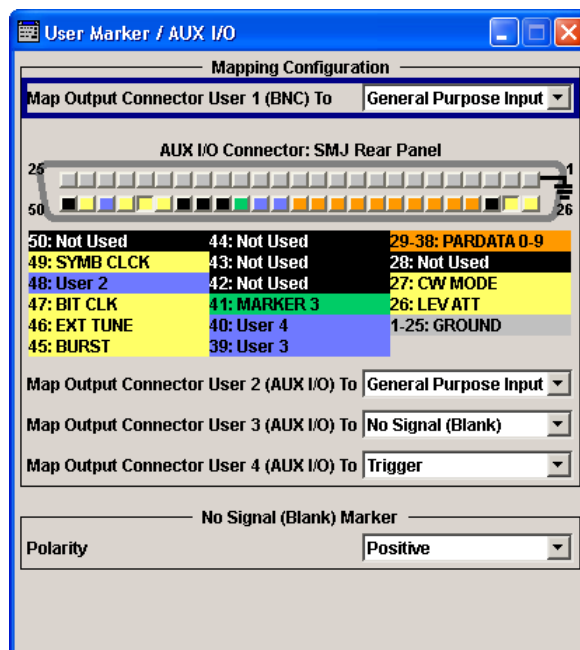 User Marker / AUX I/O
Mapping Configuration
Map Output Connector User 1 (BNC) To General Purpose Input
AUX I/O Connector: SMJ Rear Panel
25 1
50 26
50: Not Used 44: Not Used 29-38: PARDATA 0-9
49: SYMB CLCK 43: Not Used 28: Not Used
48: User 2 42: Not Used 27: CW MODE
47: BIT CLK 41: MARKER 3 26: LEV ATT
46: EXT TUNE 40: User 4 1-25: GROUND
45: BURST 39: User 3
Map Output Connector User 2 (AUX I/O) To General Purpose Input
Map Output Connector User 3 (AUX I/O) To No Signal (Blank)
Map Output Connector User 4 (AUX I/O) To Trigger
No Signal (Blank) Marker
Polarity Positive